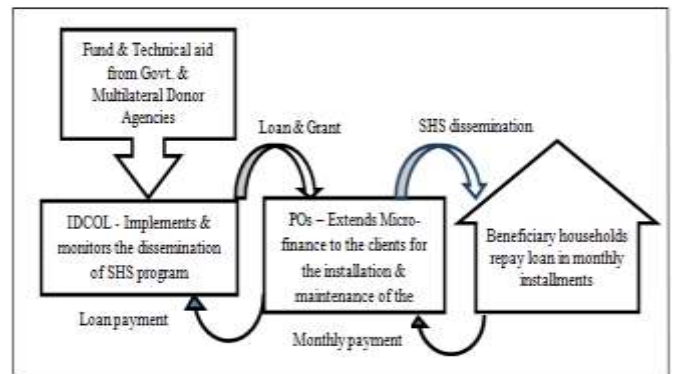 Fund & Technical aid
from Govt. &
Multilateral Donor
Agencies
Loan & Grant
SHS dissemination
IDCOL - Implements &
monitors the dissemination
of SHS program
POs – Extends Micro-
finance to the clients for
the installation &
maintenance of the
Beneficiary households
repay loan in monthly
installments
Loan payment
Monthly payment